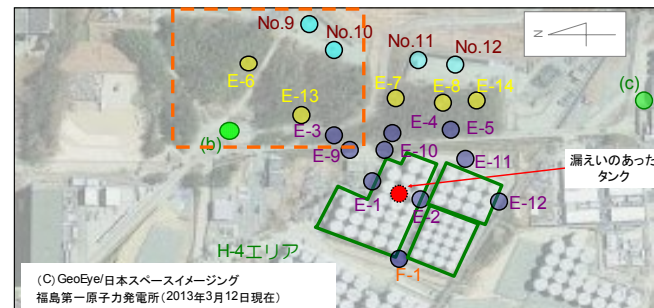 No.9
No.10
N
No.11
No.12
(c)
E-6
E-7
E-8
E-14
E-13
(b)
E-3
E-4
E-5
E-9
E-10
E-11
漏えいのあった
タンク
E-1
E-2
E-12
H-4エリア
F-1
(C) GeoEye/日本スペースイメージング
福島第一原子力発電所(2013年3月12日現在)